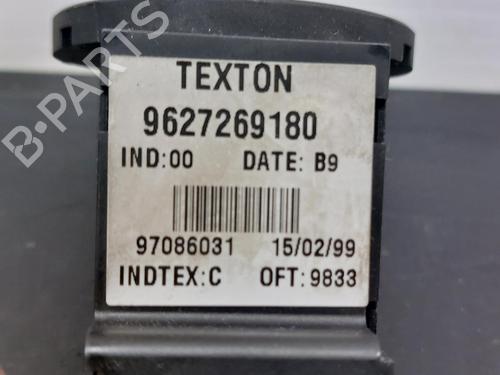 TEXTON
9627269180
IND:00 DATE: B9
97086031 15/02/99
INDTEX:C OFT:9833
B-PARTS